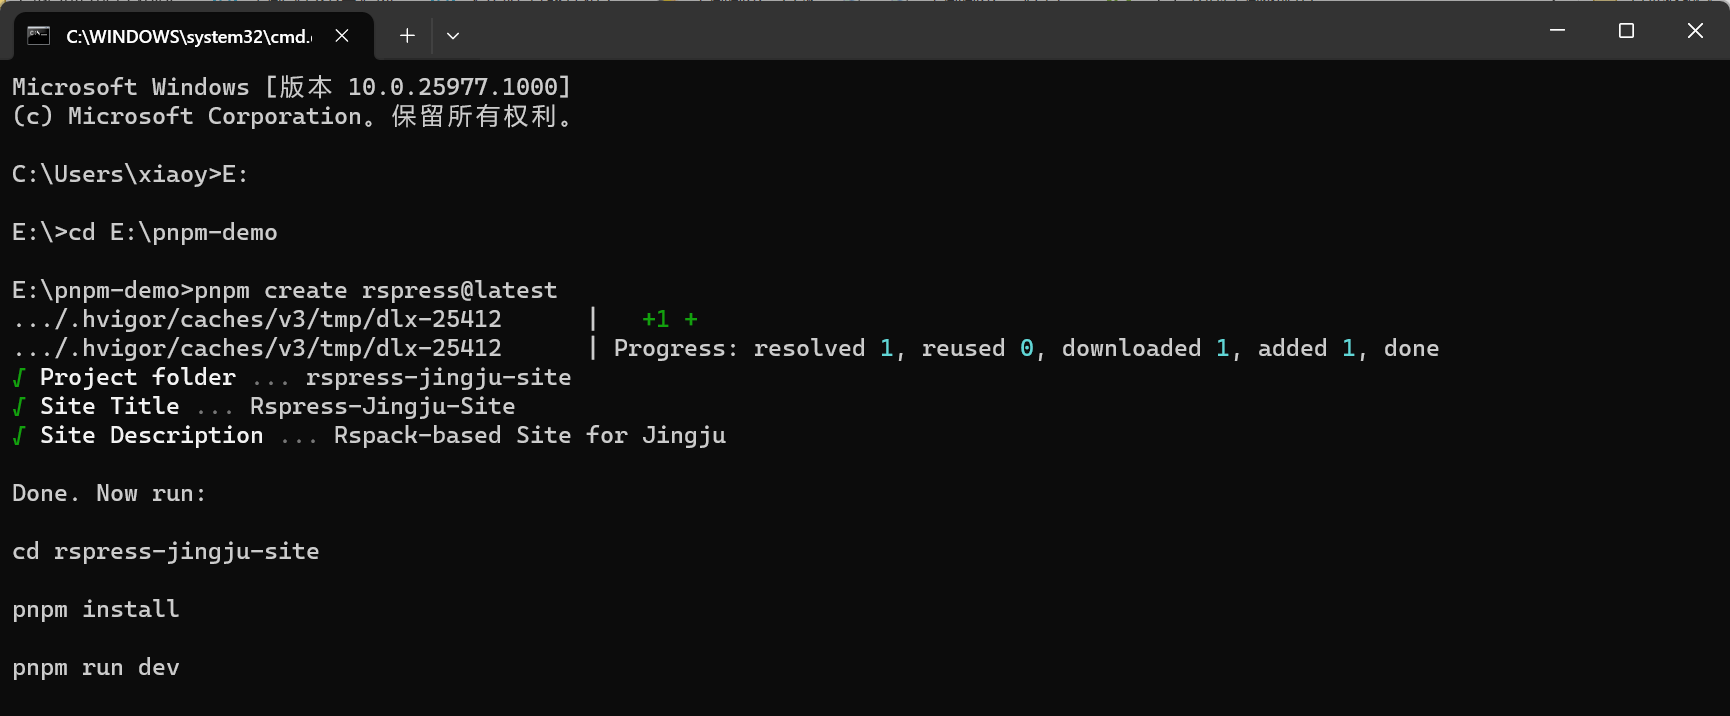 C:\WINDOWS\system32\cmd.
Microsoft Windows [版本 10.0.25977.1000]
(c) Microsoft Corporation。保留所有权利。
C:\Users\xiaoy>E:
E:\>cd E:\pnpm-demo
E:\pnpm-demo>pnpm create rspress@latest
.../.hvigor/caches/v3/tmp/dlx-25412 | +1 +
.../.hvigor/caches/v3/tmp/dlx-25412 | Progress: resolved 1, reused 0, downloaded 1, added 1, done
√ Project folder ... rspress-jingju-site
√ Site Title ... Rspress-Jingju-Site
√ Site Description ... Rspack-based Site for Jingju
Done. Now run:
cd rspress-jingju-site
pnpm install
pnpm run dev